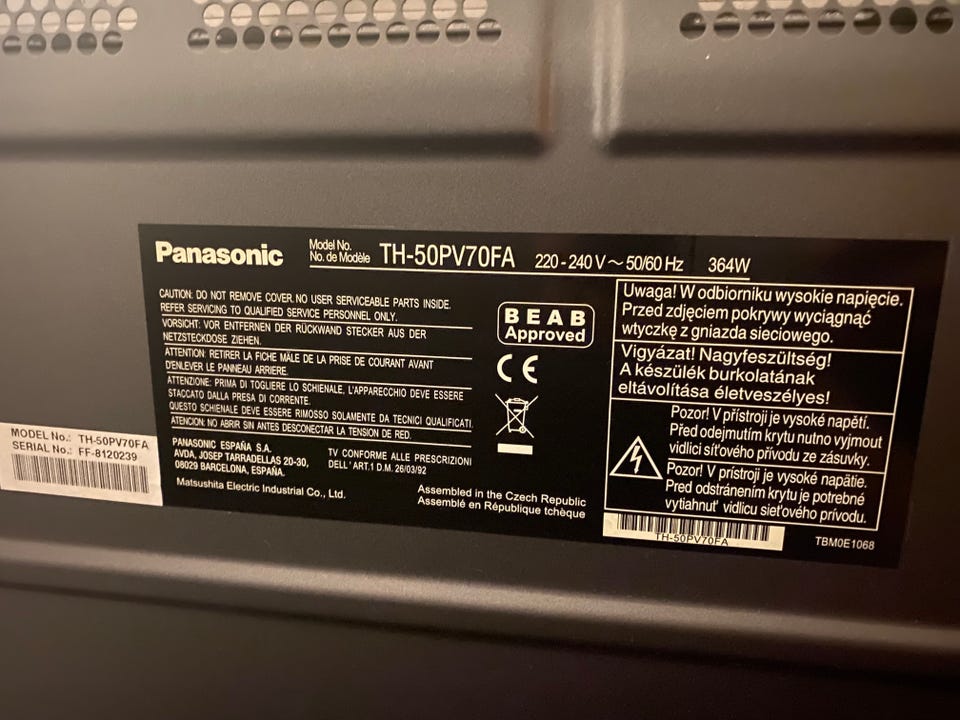 Panasonic
Model No.
No. de Modèle
TH-50PV70FA
220-240 V ~ 50/60 Hz
364W
CAUTION: DO NOT REMOVE COVER. NO USER SERVICEABLE PARTS INSIDE.
REFER SERVICING TO QUALIFIED SERVICE PERSONNEL ONLY.
VORSICHT: VOR ENTFERNEN DER RÜCKWAND STECKER AUS DER
NETZSTECKDOSE ZIEHEN.
ATTENTION: RETIRER LA FICHE MÂLE DE LA PRISE DE COURANT AVANT
D'ENLEVER LE PANNEAU ARRIERE.
ATTENZIONE: PRIMA DI TOGLIERE LO SCHIENALE, L'APPARECCHIO DEVE ESSERE
STACCATO DALLA PRESA DI CORRENTE.
QUESTO SCHIENALE DEVE ESSERE RIMOSSO SOLAMENTE DA TECNICI QUALIFICATI.
ATENCION: NO ABRIR SIN ANTES DESCONECTAR LA TENSION DE RED.
PANASONIC ESPAÑA S.A.
AVDA, JOSEP TARRADELLAS 20-30,
08029 BARCELONA, ESPAÑA.
TV CONFORME ALLE PRESCRIZIONI
DELL' ART.1 D.M. 26/03/92
Matsushita Electric Industrial Co., Ltd.
Assembled in the Czech Republic
Assemblé en République tchèque
BEAB
Approved
CE
Uwaga! W odbiorniku wysokie napięcie.
Przed zdjęciem pokrywy wyciągnąć
wtyczkę z gniazda sieciowego.
Vigyázat! Nagyfeszültség!
A készülék burkolatának
eltávolítása életveszélyes!
Pozor! V přístroji je vysoké napětí.
Před odejmutím krytu nutno vyjmout
vidlici síťového přívodu ze zásuvky.
Pozor! V prístroji je vysoké napätie.
Pred odstránením krytu je potrebné
vytiahnuť vidlicu sieťového prívodu.
TH-50PV70FA
TBM0E1068
MODEL No.: TH-50PV70FA
SERIAL No.: FF-8120239